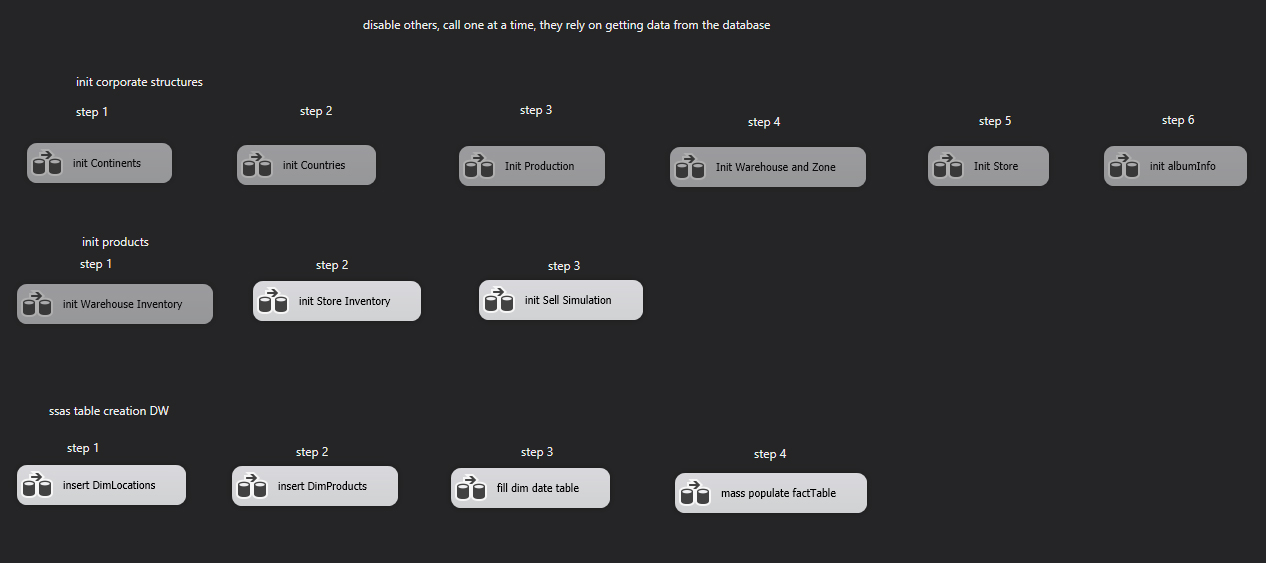 disable others, call one at a time, they rely on getting data from the database
init corporate structures
step 1
step 2
step 3
step 4
step 5
step 6
init Continents
init Countries
Init Production
Init Warehouse and Zone
Init Store
init albumInfo
init products
step 1
step 2
step 3
init Warehouse Inventory
init Store Inventory
init Sell Simulation
ssas table creation DW
step 1
step 2
step 3
step 4
insert DimLocations
insert DimProducts
fill dim date table
mass populate factTable